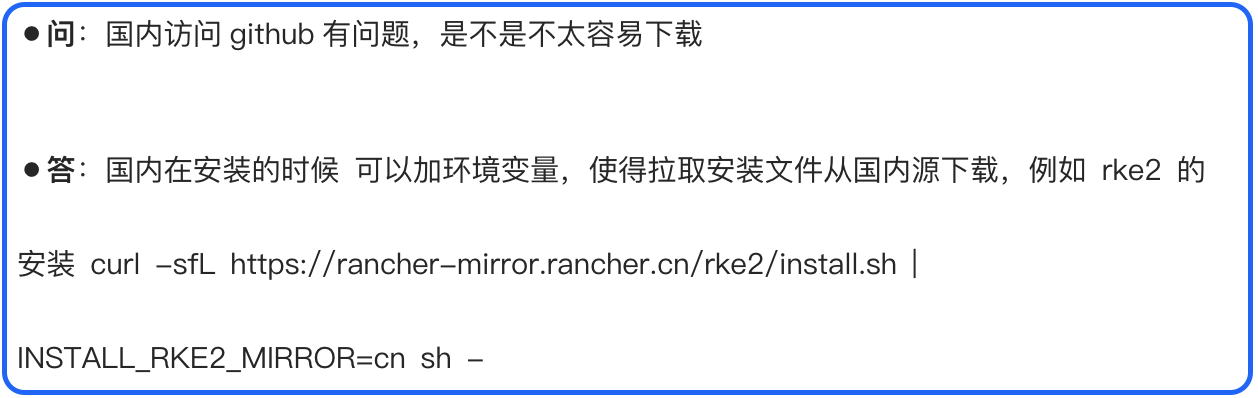 ●问：国内访问 github 有问题，是不是不太容易下载
●答：国内在安装的时候 可以加环境变量，使得拉取安装文件从国内源下载，例如 rke2 的
安装 curl -sfL https://rancher-mirror.rancher.cn/rke2/install.sh |
INSTALL_RKE2_MIRROR=cn sh -